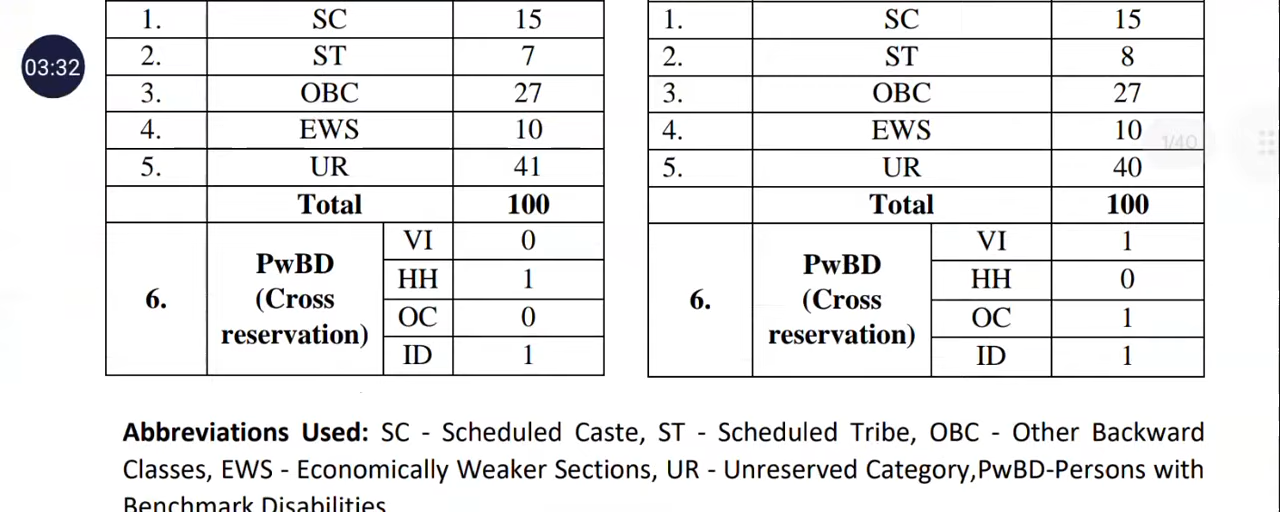 03:32
1. SC 15
2. ST 7
3. OBC 27
4. EWS 10
5. UR 41
Total 100
6. PwBD (Cross reservation)
VI 0
HH 1
OC 0
ID 1
1. SC 15
2. ST 8
3. OBC 27
4. EWS 10
5. UR 40
Total 100
6. PwBD (Cross reservation)
VI 1
HH 0
OC 1
ID 1
1/40
Abbreviations Used: SC - Scheduled Caste, ST - Scheduled Tribe, OBC - Other Backward
Classes, EWS - Economically Weaker Sections, UR - Unreserved Category,PwBD-Persons with
Benchmark Disabilities